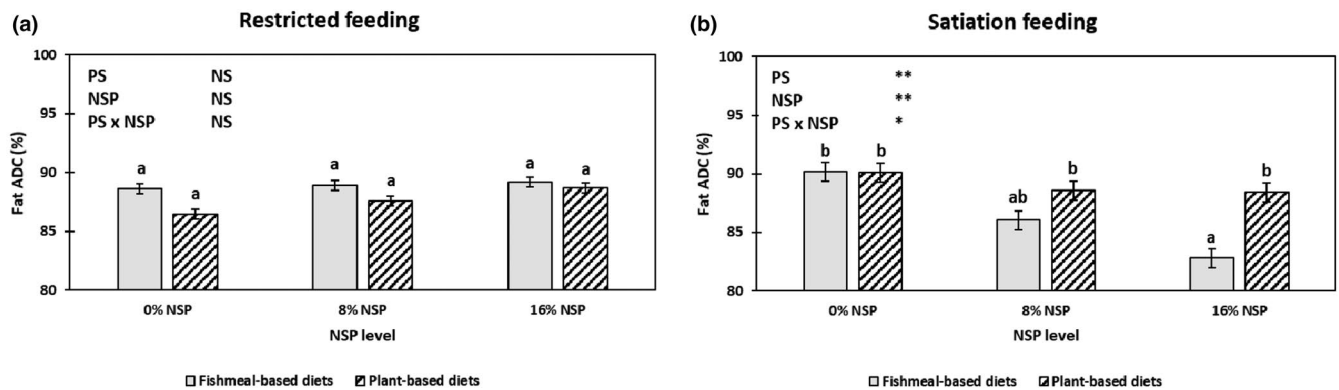 (a)
Restricted feeding
100
95
90
85
80
Fat ADC (%)
PS NS
NSP NS
PS x NSP NS
a a a a a a
0% NSP 8% NSP 16% NSP
NSP level
Fishmeal-based diets Plant-based diets
(b)
Satiation feeding
100
95
90
85
80
Fat ADC (%)
PS **
NSP **
PS x NSP *
b b ab b a b
0% NSP 8% NSP 16% NSP
NSP level
Fishmeal-based diets Plant-based diets